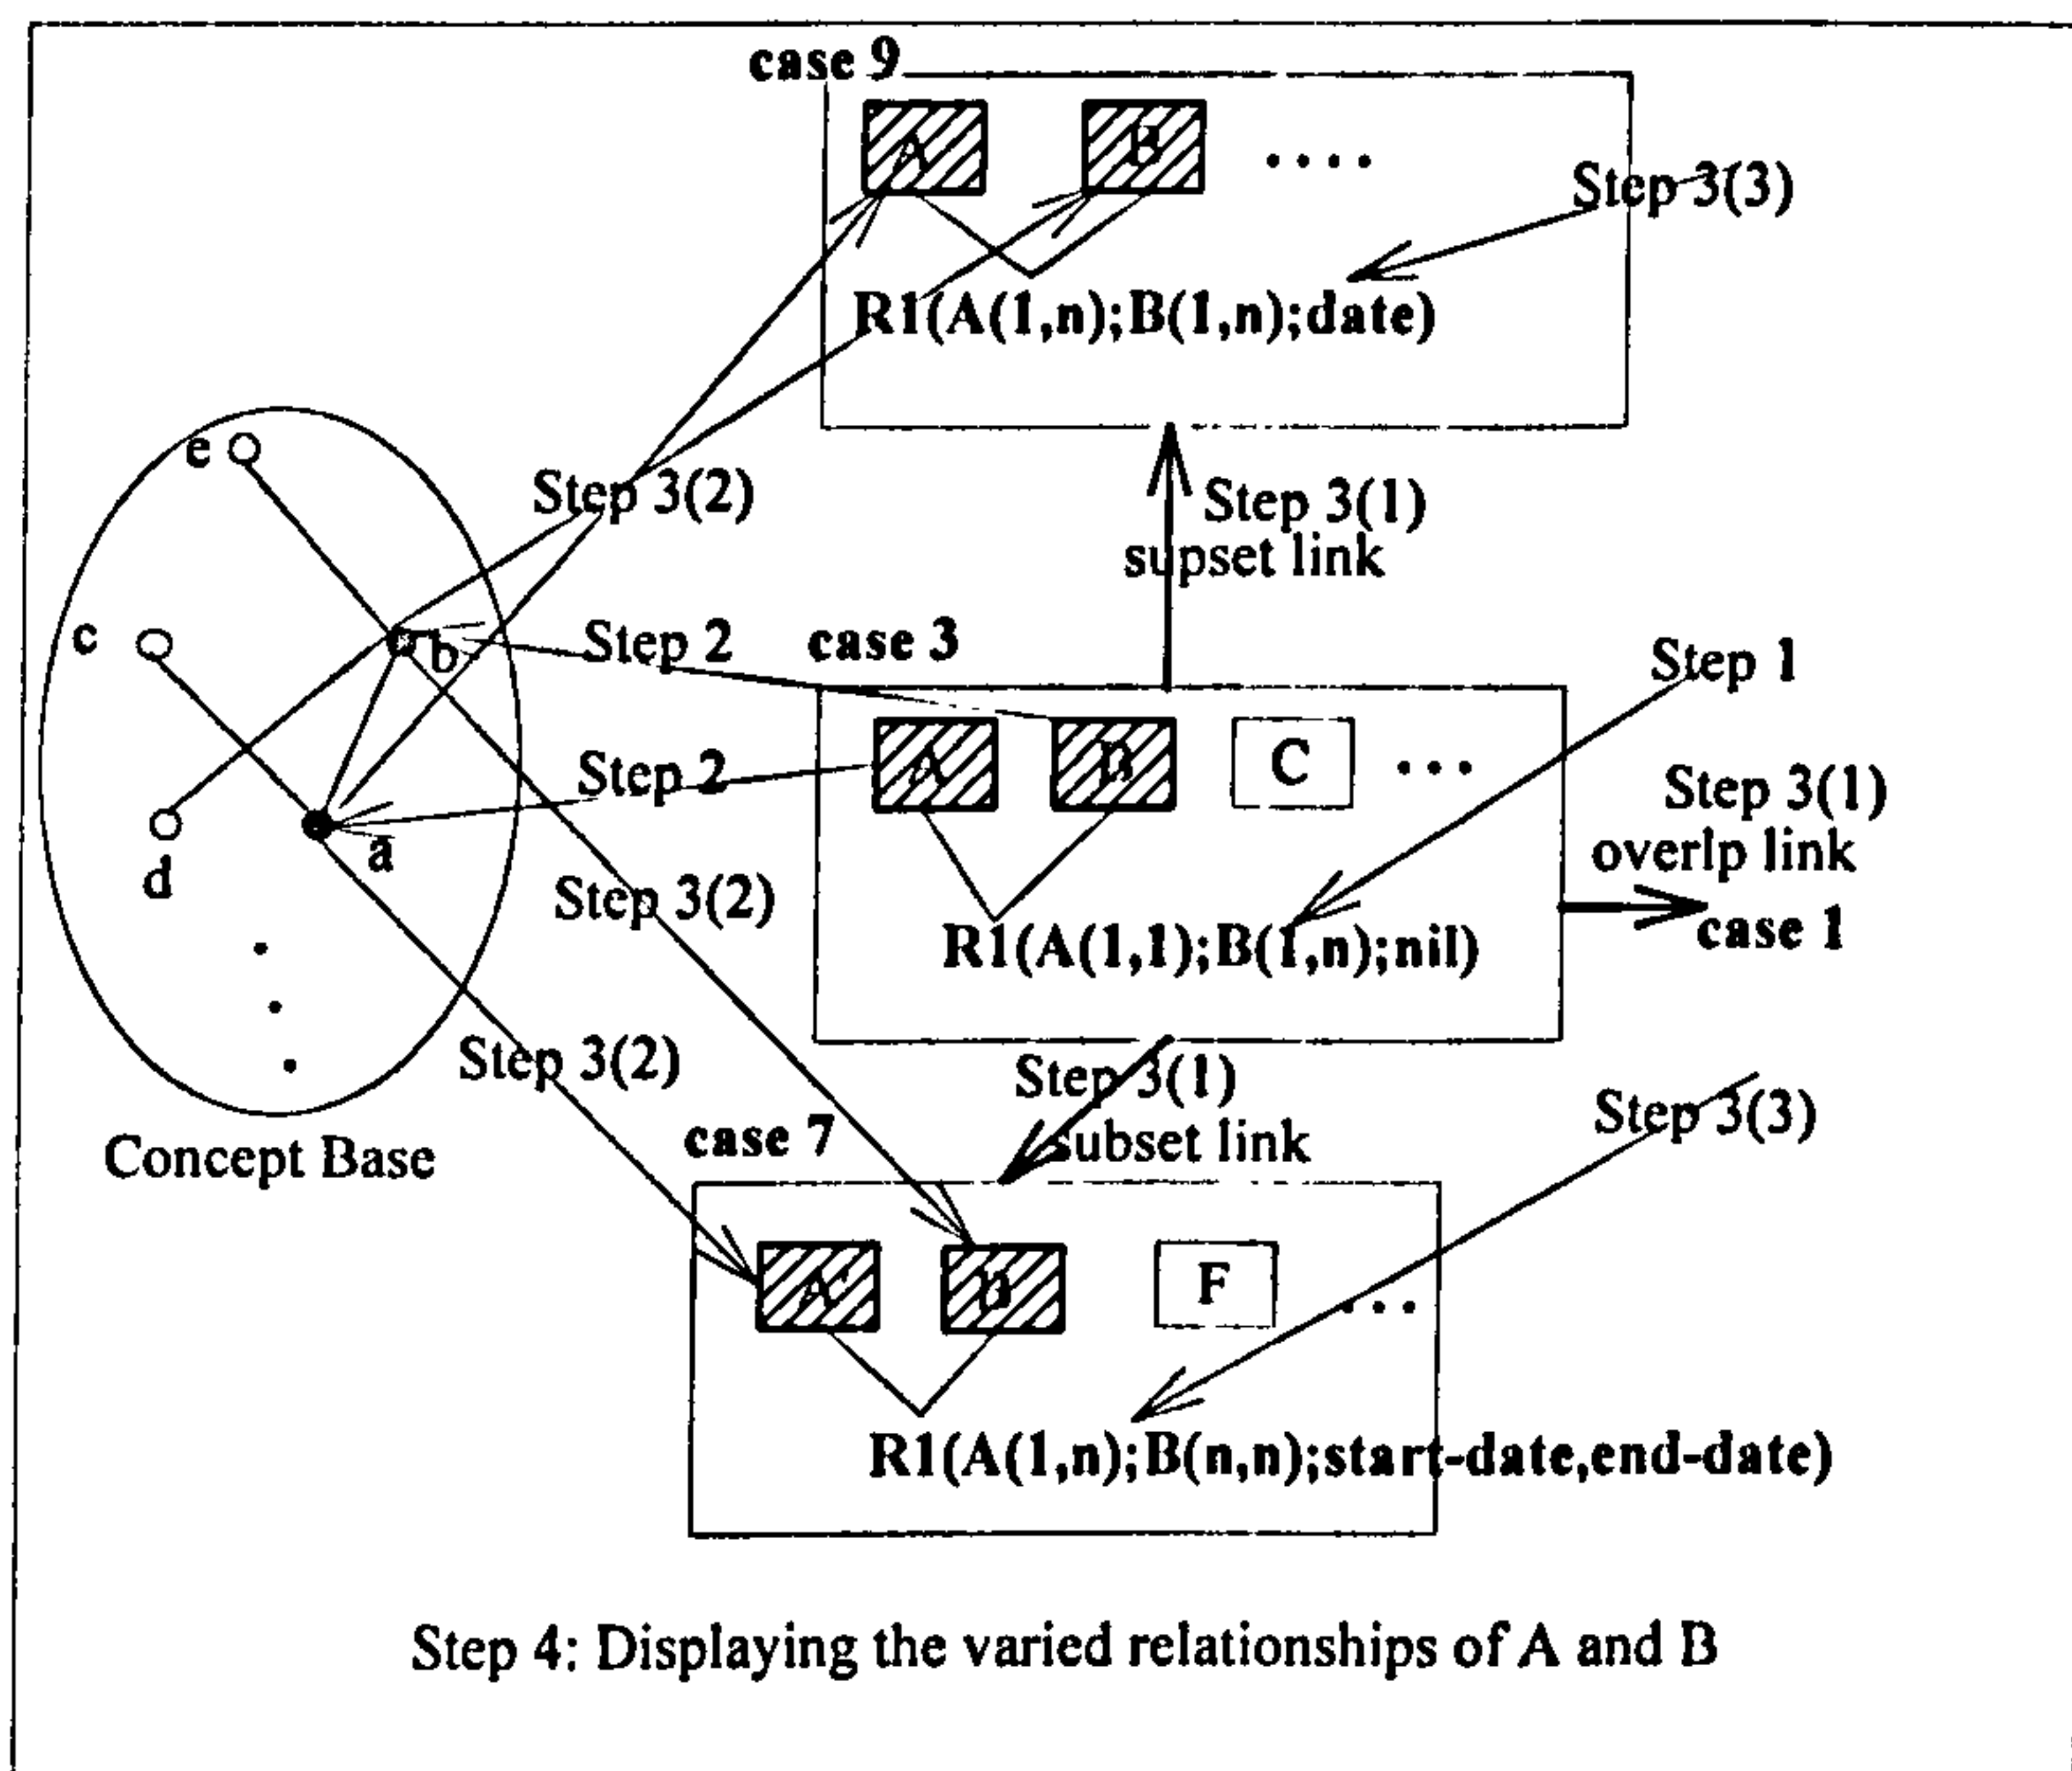 case 9
A
B
....
Step 3(3)
R1(A(1,n);B(1,n);date)
e
Step 3(2)
Step 3(1)
supset link
c
b
Step 2
case 3
Step 1
A
C
...
Step 2
Step 3(1)
overlp link
d
a
Step 3(2)
case 1
R1(A(1,1);B(1,n);nil)
Step 3(2)
Step 3(1)
subset link
Step 3(3)
case 7
Concept Base
A'
F
...
R1(A(1,n);B(n,n);start-date,end-date)
Step 4: Displaying the varied relationships of A and B